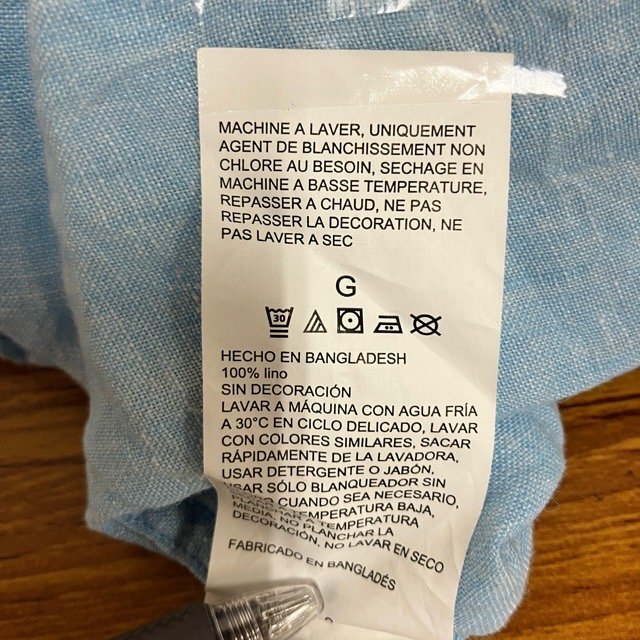 MACHINE A LAVER, UNIQUEMENT
AGENT DE BLANCHISSEMENT NON
CHLORE AU BESOIN, SECHAGE EN
MACHINE A BASSE TEMPERATURE,
REPASSER A CHAUD, NE PAS
REPASSER LA DECORATION, NE
PAS LAVER A SEC
G
30
HECHO EN BANGLADESH
100% lino
SIN DECORACIÓN
LAVAR A MÁQUINA CON AGUA FRÍA
A 30°C EN CICLO DELICADO, LAVAR
CON COLORES SIMILARES, SACAR
RÁPIDAMENTE DE LA LAVADORA,
USAR DETERGENTE O JABÓN,
USAR SÓLO BLANQUEADOR SIN
CUANDO SEA NECESARIO,
TEMPERATURA BAJA,
PLANCHAR A TEMPERATURA
MEDIA, NO PLANCHAR LA
DECORACIÓN, NO LAVAR EN SECO
FABRICADO EN BANGLADÉS